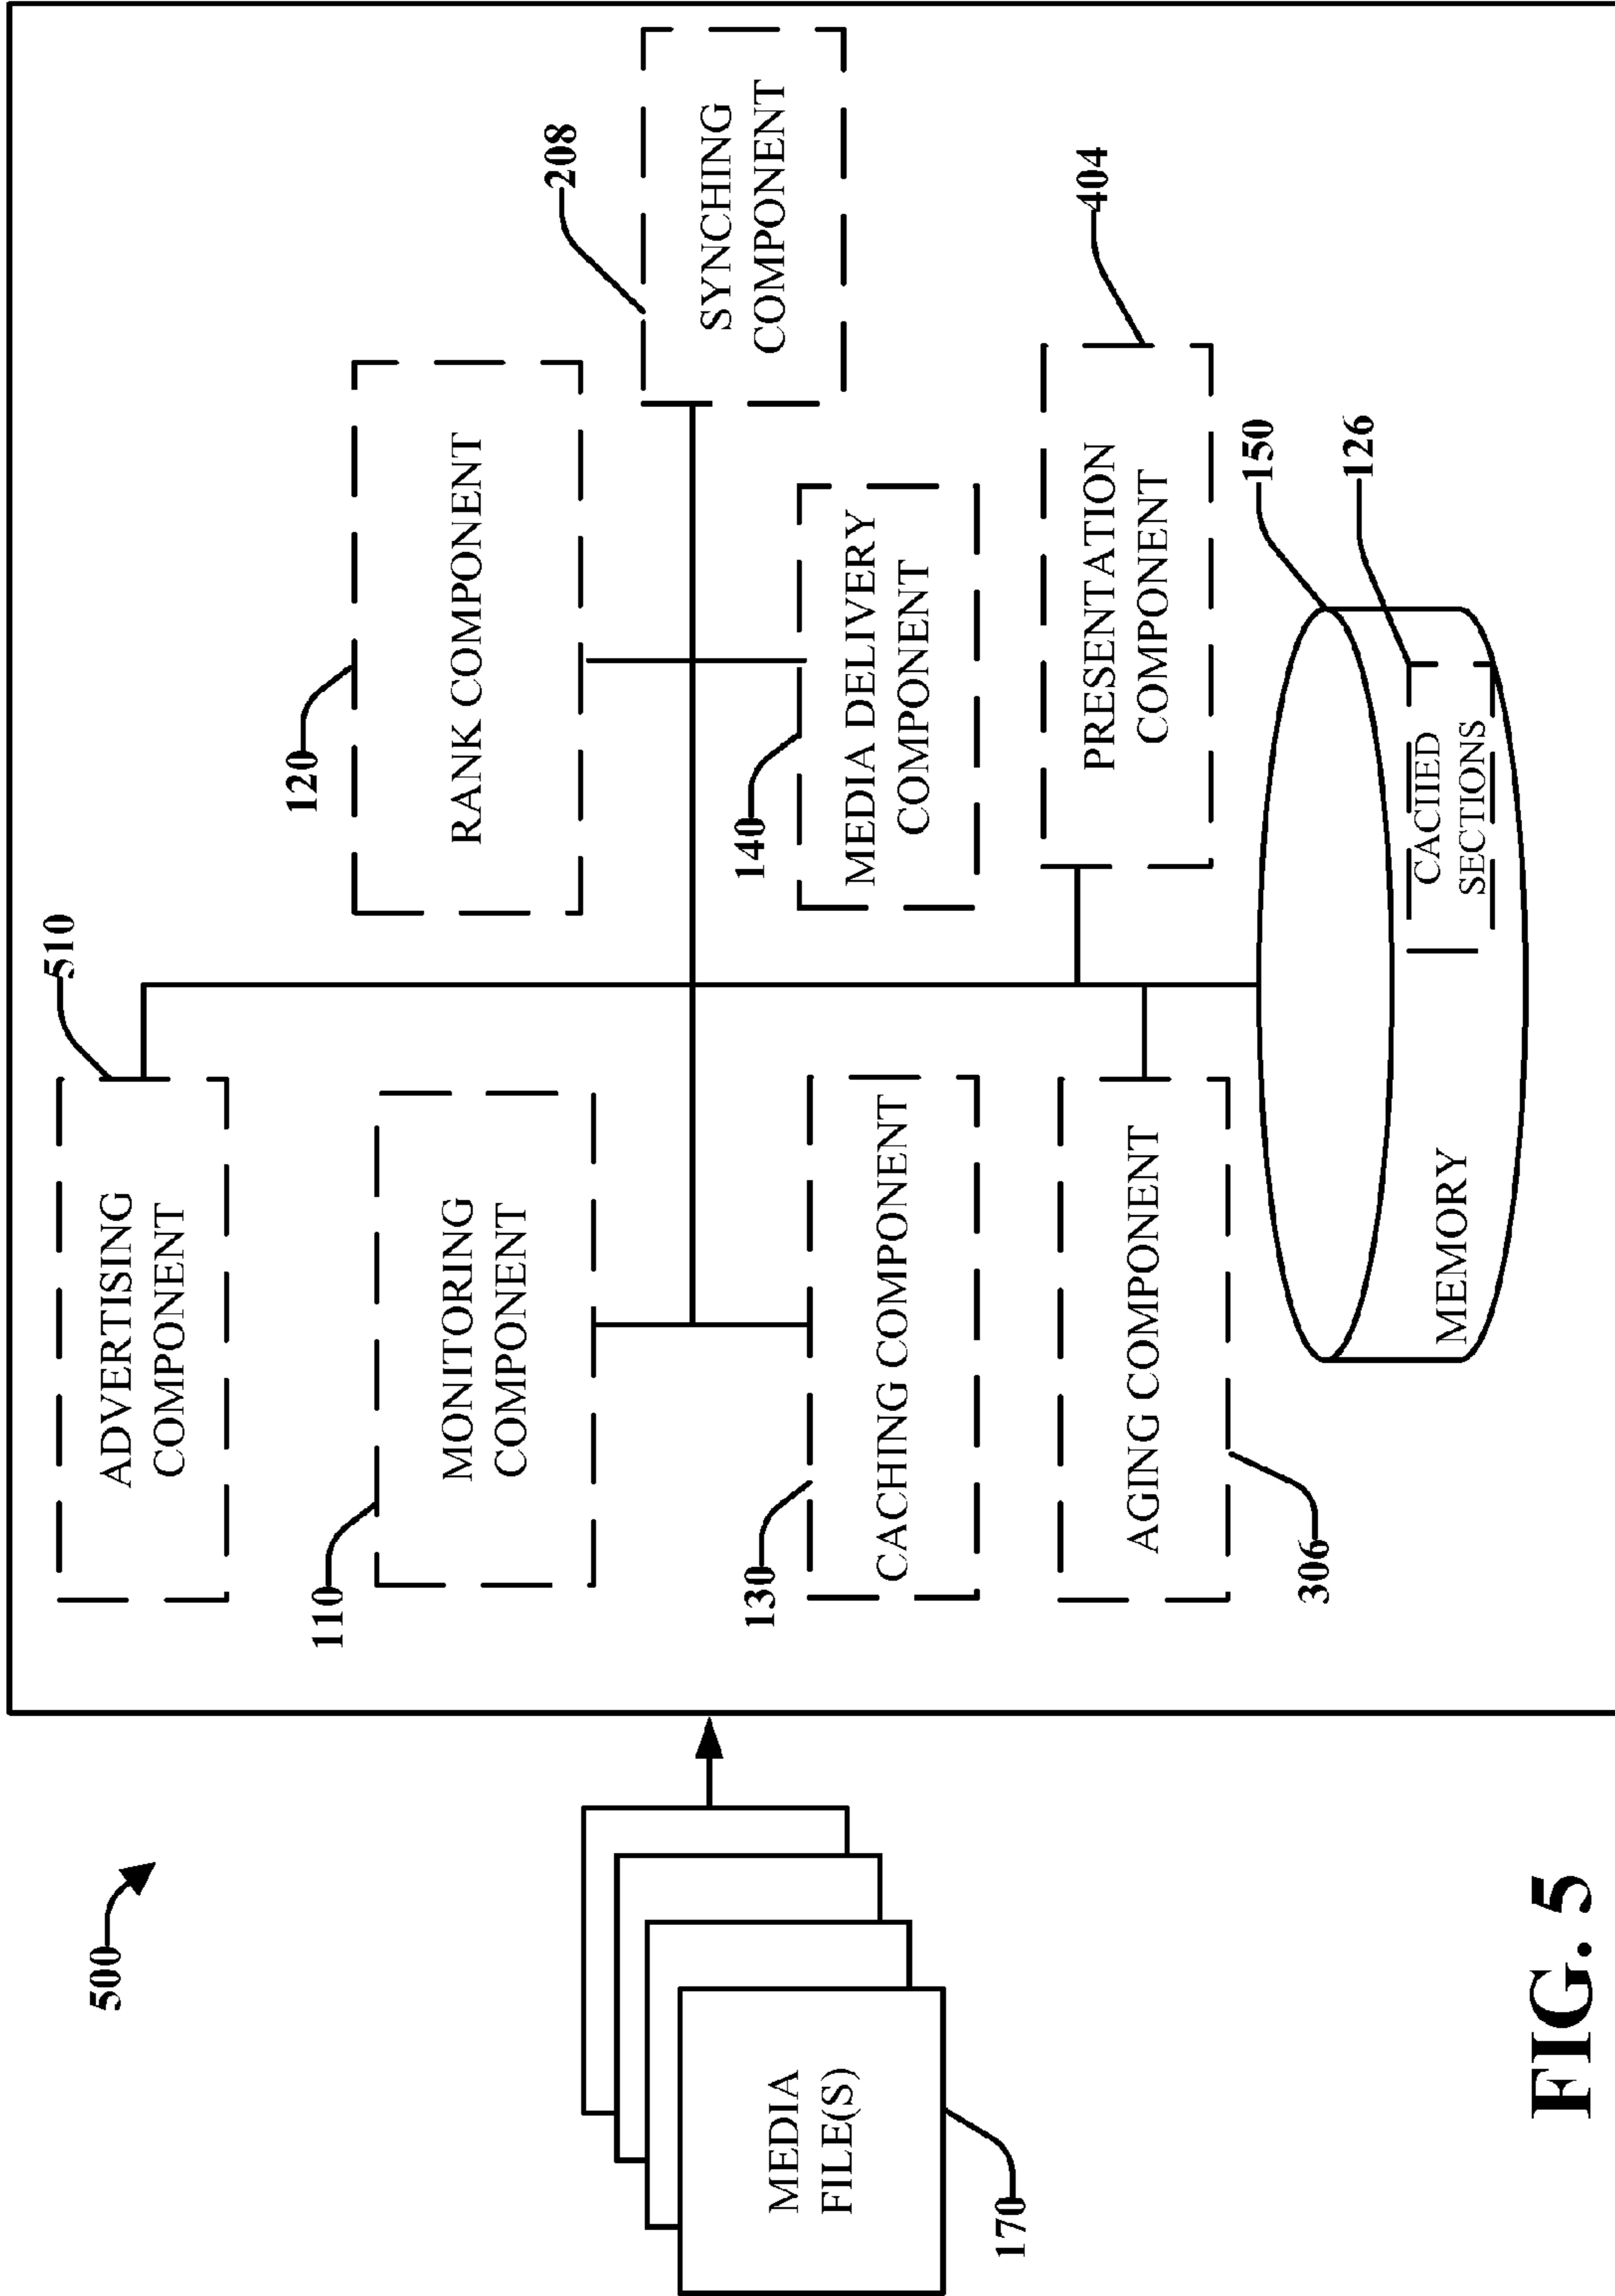 500
MEDIA
FILE(S)
170
510
ADVERTISING
COMPONENT
120
RANK COMPONENT
110
MONITORING
COMPONENT
208
SYNCHING
COMPONENT
140
MEDIA DELIVERY
COMPONENT
130
CACHING COMPONENT
404
PRESENTATION
COMPONENT
AGING COMPONENT
306
150
126
CACHED
SECTIONS
MEMORY
FIG. 5